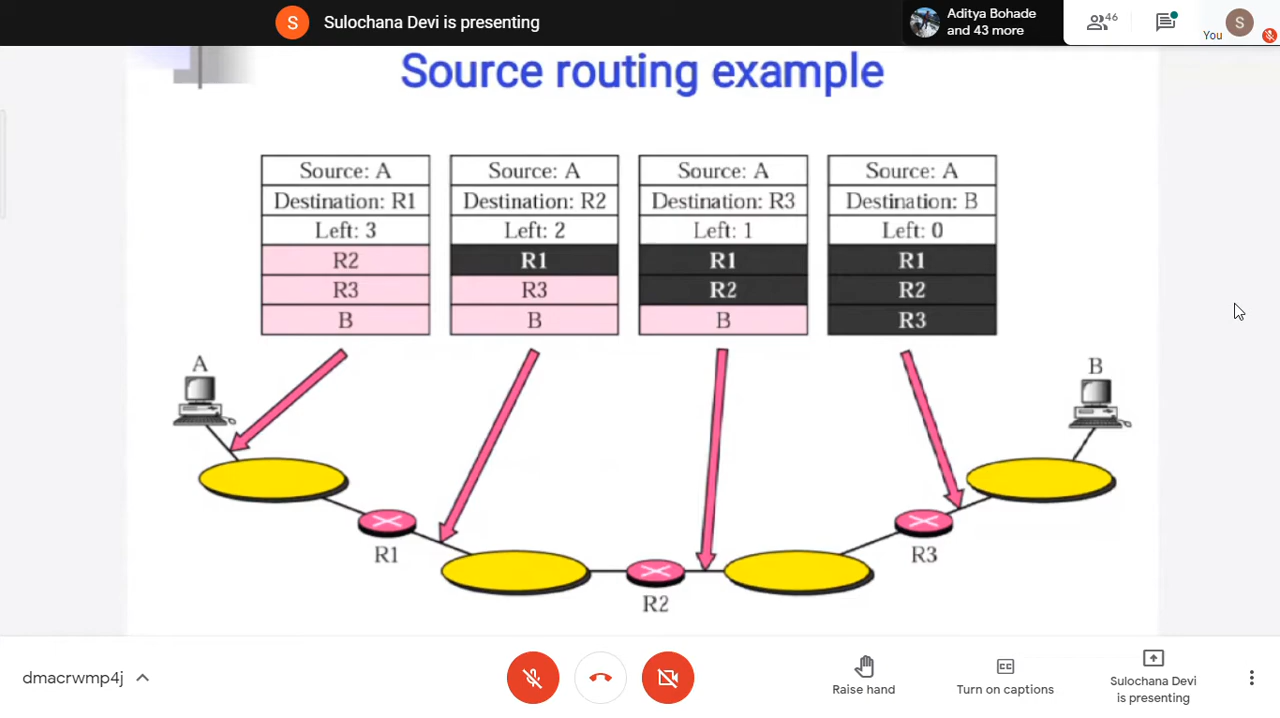 S
Sulochana Devi is presenting
Aditya Bohade
and 43 more
46
You
S
Source routing example
Source: A
Destination: R1
Left: 3
R2
R3
B
Source: A
Destination: R2
Left: 2
R1
R3
B
Source: A
Destination: R3
Left: 1
R1
R2
B
Source: A
Destination: B
Left: 0
R1
R2
R3
A
B
R1
R2
R3
dmacrwmp4j
Raise hand
CC
Turn on captions
Sulochana Devi
is presenting